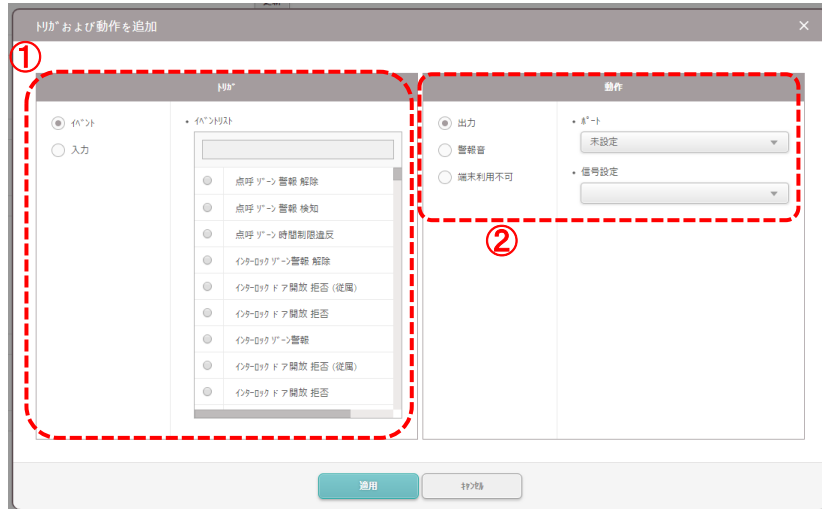 更新
ﾄﾘｶﾞおよび動作を追加
×
①
ﾄﾘｶﾞ
動作
ｲﾍﾞﾝﾄ
入力
• ｲﾍﾞﾝﾄﾘｽﾄ
点呼 ｿﾞｰﾝ 警報 解除
点呼 ｿﾞｰﾝ 警報 検知
点呼 ｿﾞｰﾝ 時間制限違反
ｲﾝﾀｰﾛｯｸ ｿﾞｰﾝ警報 解除
ｲﾝﾀｰﾛｯｸ ドア開放 拒否 (従属)
ｲﾝﾀｰﾛｯｸ ドア開放 拒否
ｲﾝﾀｰﾛｯｸ ｿﾞｰﾝ警報
ｲﾝﾀｰﾛｯｸ ドア開放 拒否 (従属)
ｲﾝﾀｰﾛｯｸ ドア開放 拒否
出力
警報音
端末利用不可
• ﾎﾟｰﾄ
未設定
• 信号設定
②
適用
ｷｬﾝｾﾙ